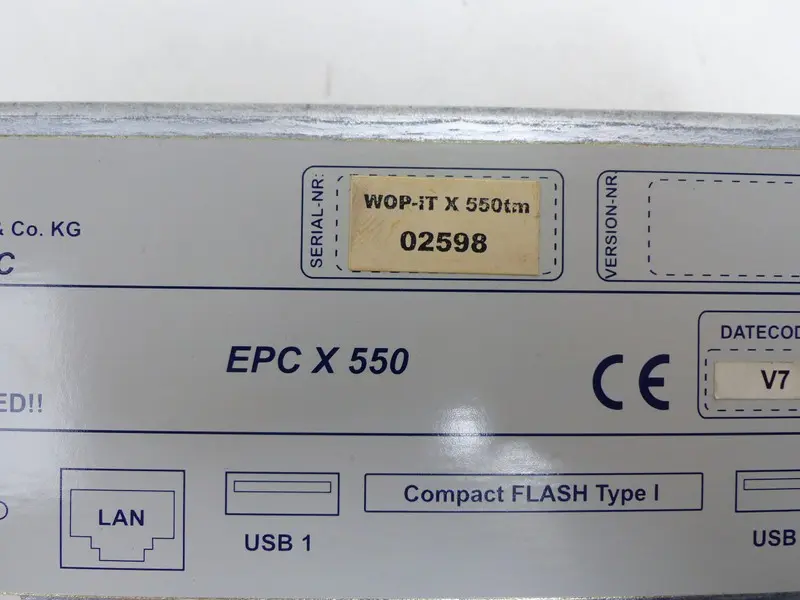 & Co. KG
C
SERIAL-NR:
WOP-iT X 550tm
02598
VERSION-NR
EPC X 550
ED!!
DATECOD
V7
LAN
USB 1
Compact FLASH Type I
USB